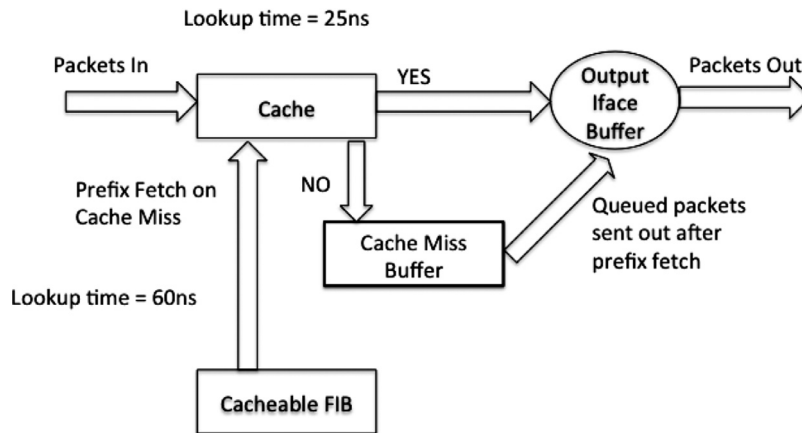 Lookup time = 25ns
Packets In
YES
Packets Out
Cache
Output
Iface
Buffer
Prefix Fetch on
Cache Miss
NO
Cache Miss
Buffer
Queued packets
sent out after
prefix fetch
Lookup time = 60ns
Cacheable FIB